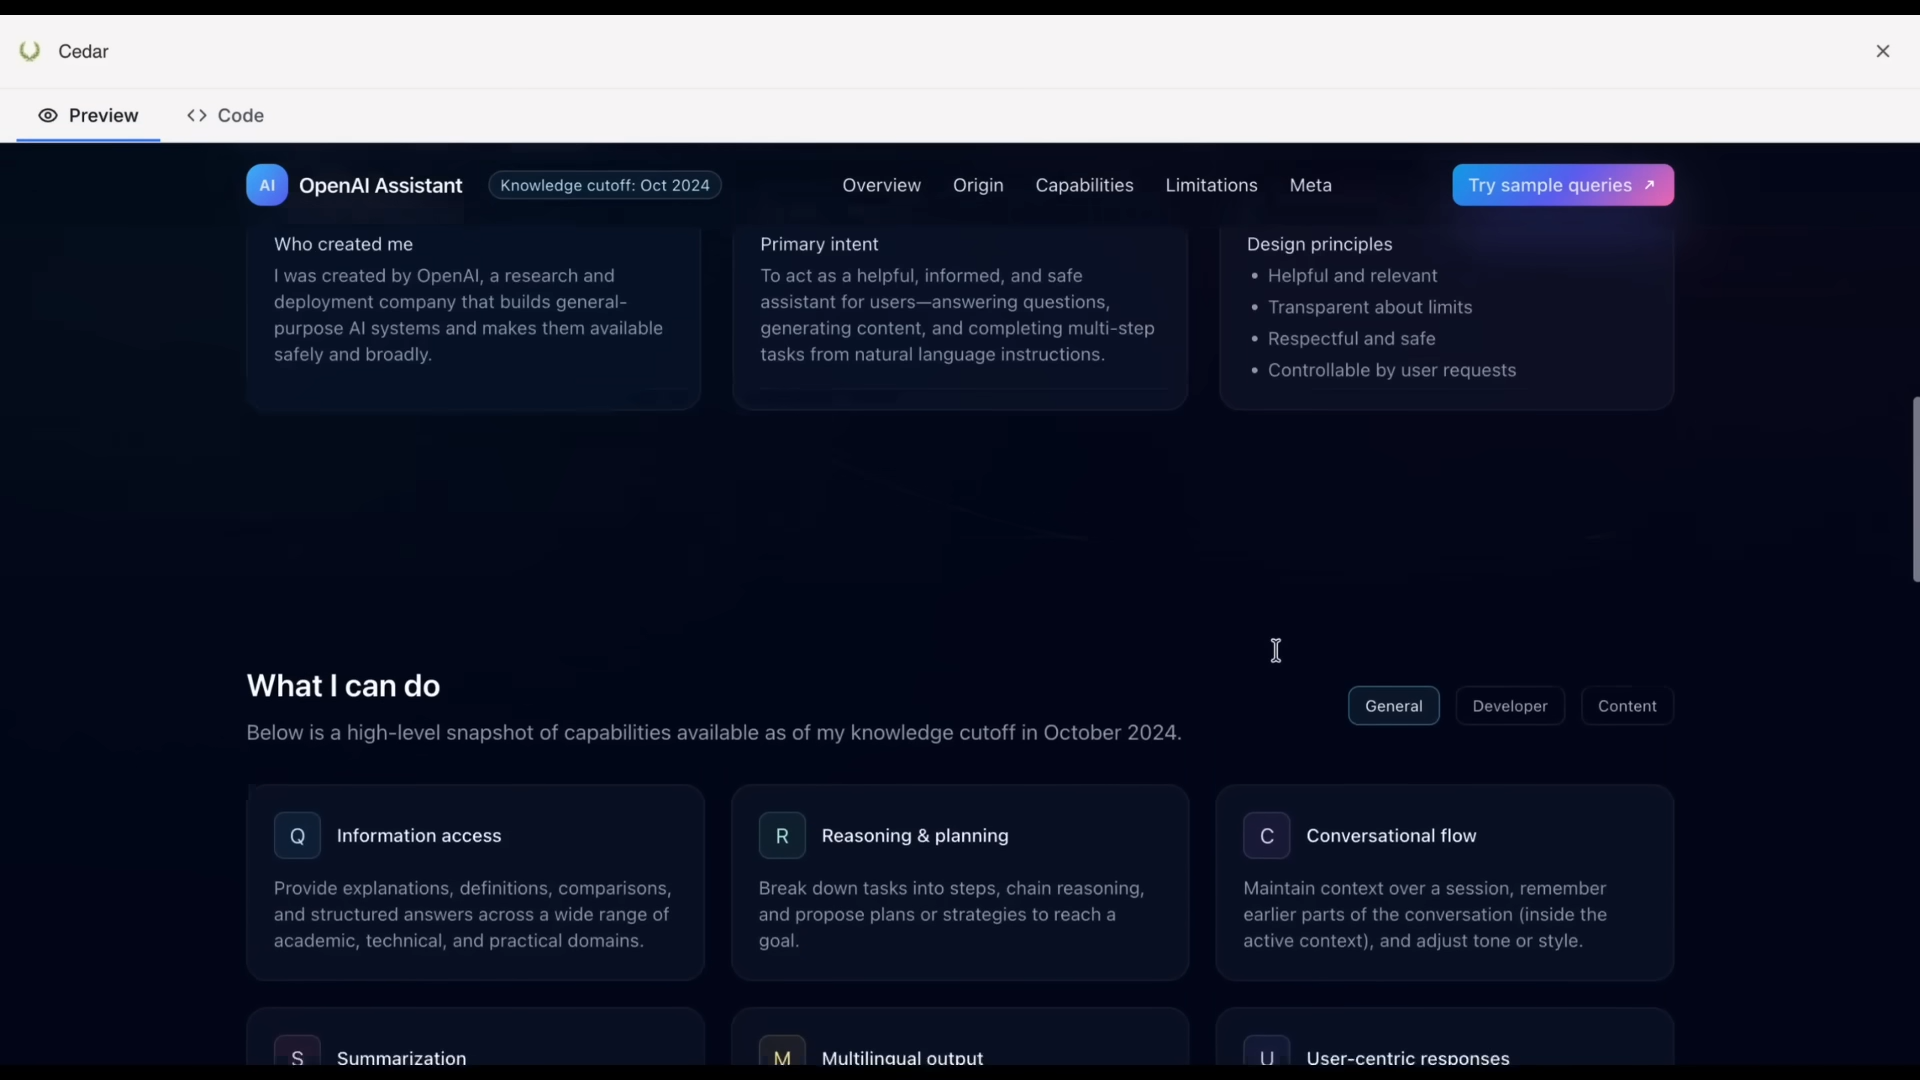 Cedar
Preview
Code
AI
OpenAI Assistant
Knowledge cutoff: Oct 2024
Overview
Origin
Capabilities
Limitations
Meta
Try sample queries ↗
Who created me
I was created by OpenAI, a research and
deployment company that builds general-
purpose AI systems and makes them available
safely and broadly.
Primary intent
To act as a helpful, informed, and safe
assistant for users—answering questions,
generating content, and completing multi-step
tasks from natural language instructions.
Design principles
• Helpful and relevant
• Transparent about limits
• Respectful and safe
• Controllable by user requests
What I can do
Below is a high-level snapshot of capabilities available as of my knowledge cutoff in October 2024.
General
Developer
Content
Q
Information access
Provide explanations, definitions, comparisons,
and structured answers across a wide range of
academic, technical, and practical domains.
R
Reasoning & planning
Break down tasks into steps, chain reasoning,
and propose plans or strategies to reach a
goal.
C
Conversational flow
Maintain context over a session, remember
earlier parts of the conversation (inside the
active context), and adjust tone or style.
S
Summarization
M
Multilingual output
U
User-centric responses